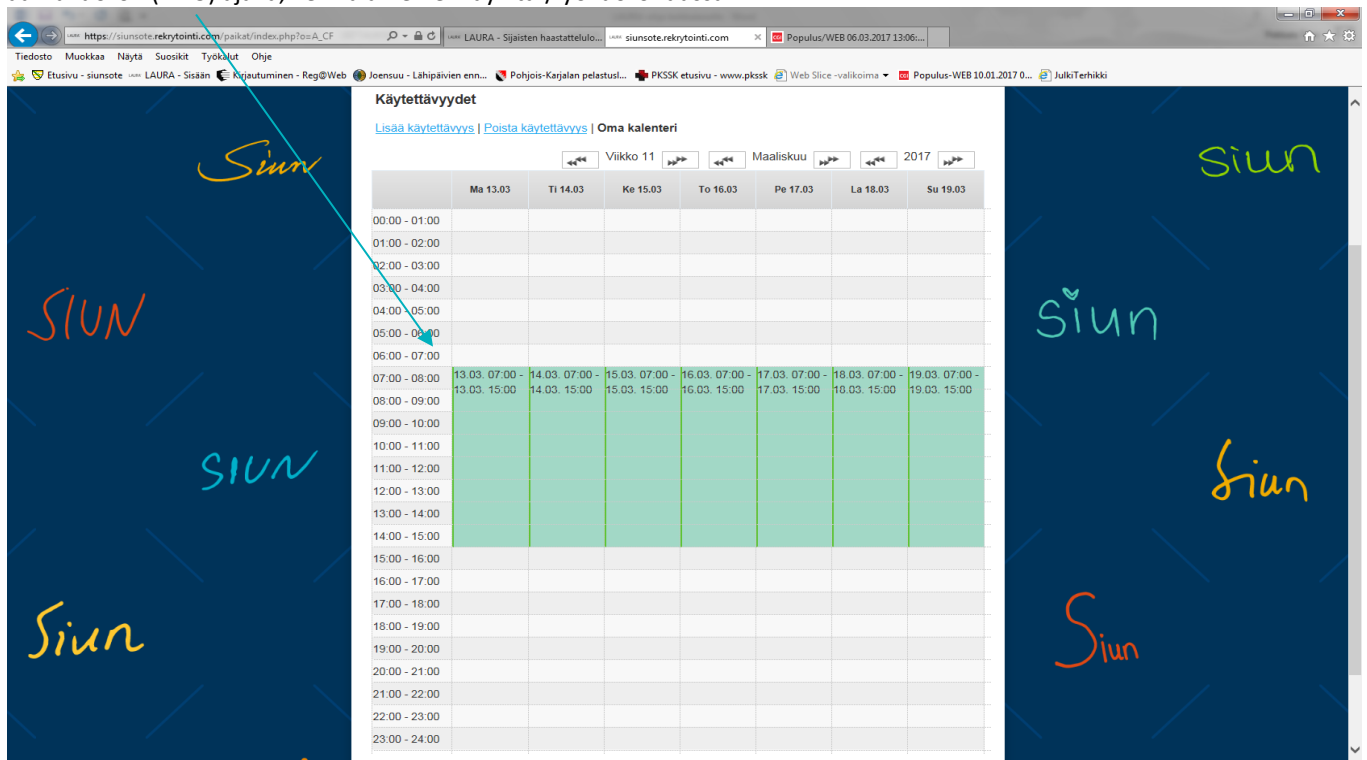 https://siunsote.rekrytointi.com/paikat/index.php?o=A_CF
LAURA - Sijaisten haastattelulo...
siunsote.rekrytointi.com
Populus/WEB 06.03.2017 13:06:...
Tiedosto Muokkaa Näytä Suosikit Työkalut Ohje
Etusivu - siunsote LAURA - Sisään Kirjautuminen - Reg@Web Joensuu - Lähipäivien enn... Pohjois-Karjalan pelastusl... PKSSK etusivu - www.pkssk Web Slice -valikoima Populus-WEB 10.01.2017 0... JulkiTerhikki
Käytettävyydet
Lisää käytettävyys | Poista käytettävyys | Oma kalenteri
Viikko 11 Maaliskuu 2017
Ma 13.03 Ti 14.03 Ke 15.03 To 16.03 Pe 17.03 La 18.03 Su 19.03
00:00 - 01:00
01:00 - 02:00
02:00 - 03:00
03:00 - 04:00
04:00 - 05:00
05:00 - 06:00
06:00 - 07:00
07:00 - 08:00
13.03. 07:00 - 14.03. 07:00 - 15.03. 07:00 - 16.03. 07:00 - 17.03. 07:00 - 18.03. 07:00 - 19.03. 07:00 -
13.03. 15:00 14.03. 15:00 15.03. 15:00 16.03. 15:00 17.03. 15:00 18.03. 15:00 19.03. 15:00
08:00 - 09:00
09:00 - 10:00
10:00 - 11:00
11:00 - 12:00
12:00 - 13:00
13:00 - 14:00
14:00 - 15:00
15:00 - 16:00
16:00 - 17:00
17:00 - 18:00
18:00 - 19:00
19:00 - 20:00
20:00 - 21:00
21:00 - 22:00
22:00 - 23:00
23:00 - 24:00
Siun
SIUN
SIUN
Siun
siun
siun
Siun
Siun